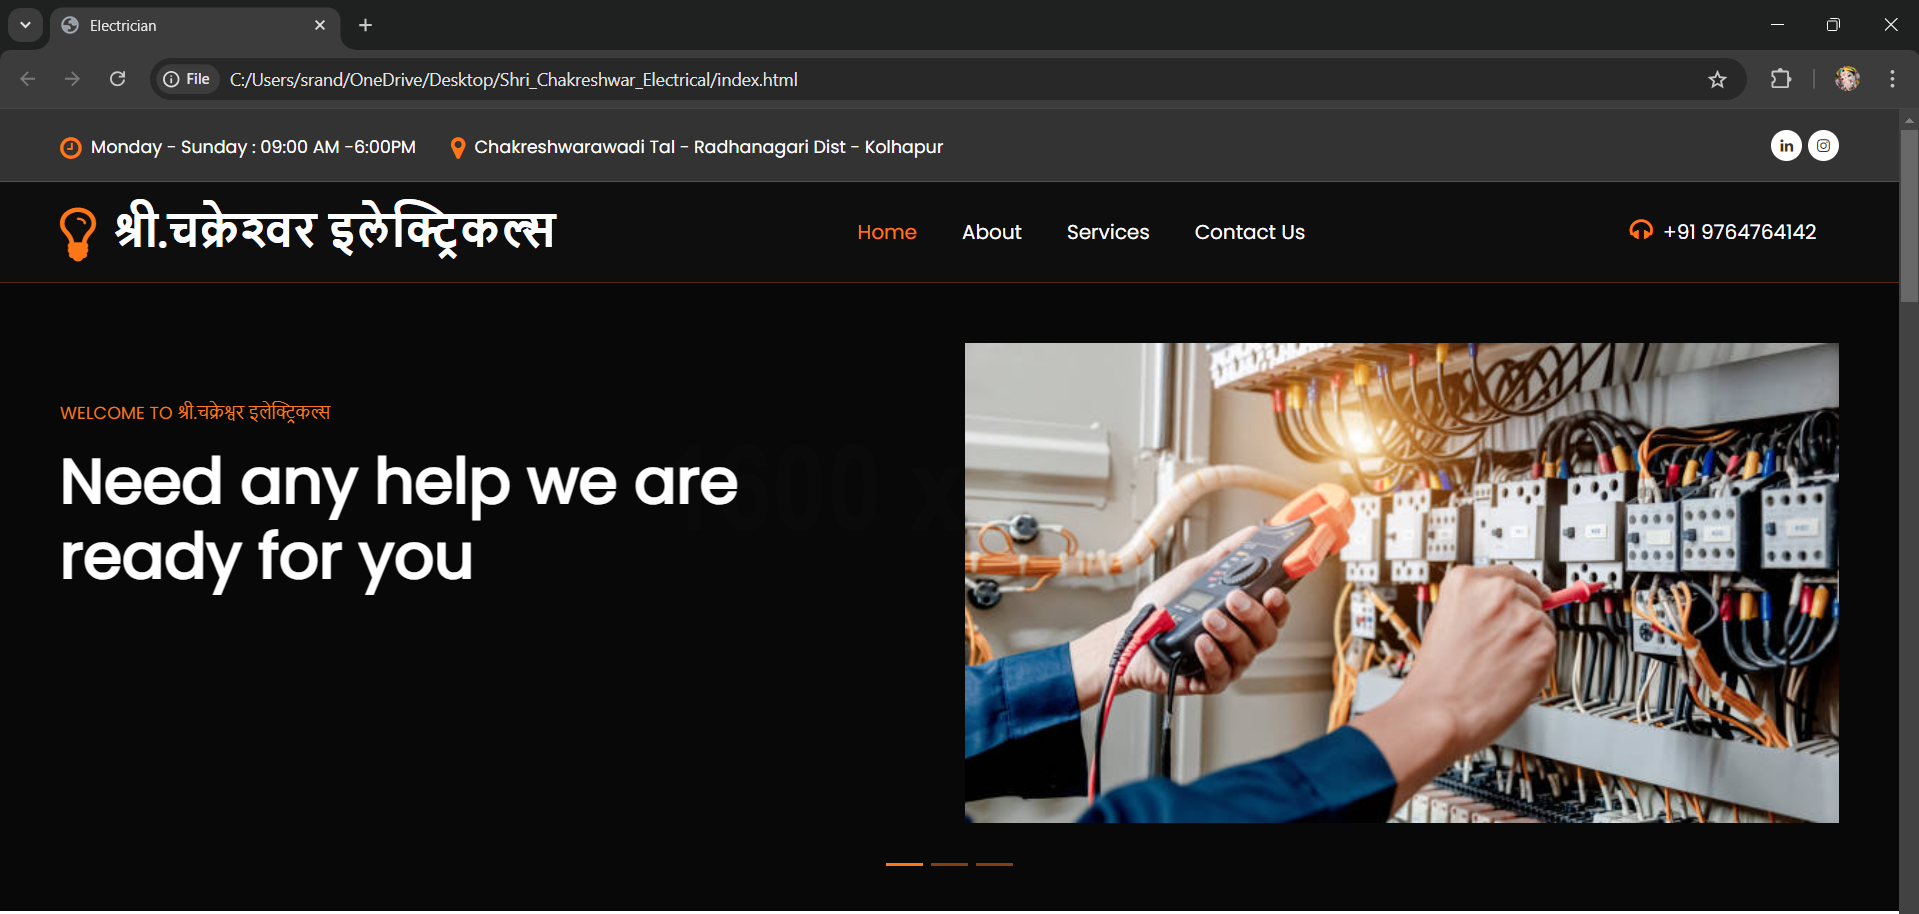 Electrician
File C:/Users/srand/OneDrive/Desktop/Shri_Chakreshwar_Electrical/index.html
Monday - Sunday : 09:00 AM -6:00PM Chakreshwarawadi Tal - Radhanagari Dist - Kolhapur in
श्री.चक्रेश्वर इलेक्ट्रिकल्स Home About Services Contact Us +91 9764764142
WELCOME TO श्री.चक्रेश्वर इलेक्ट्रिकल्स
Need any help we are
ready for you
1600 x